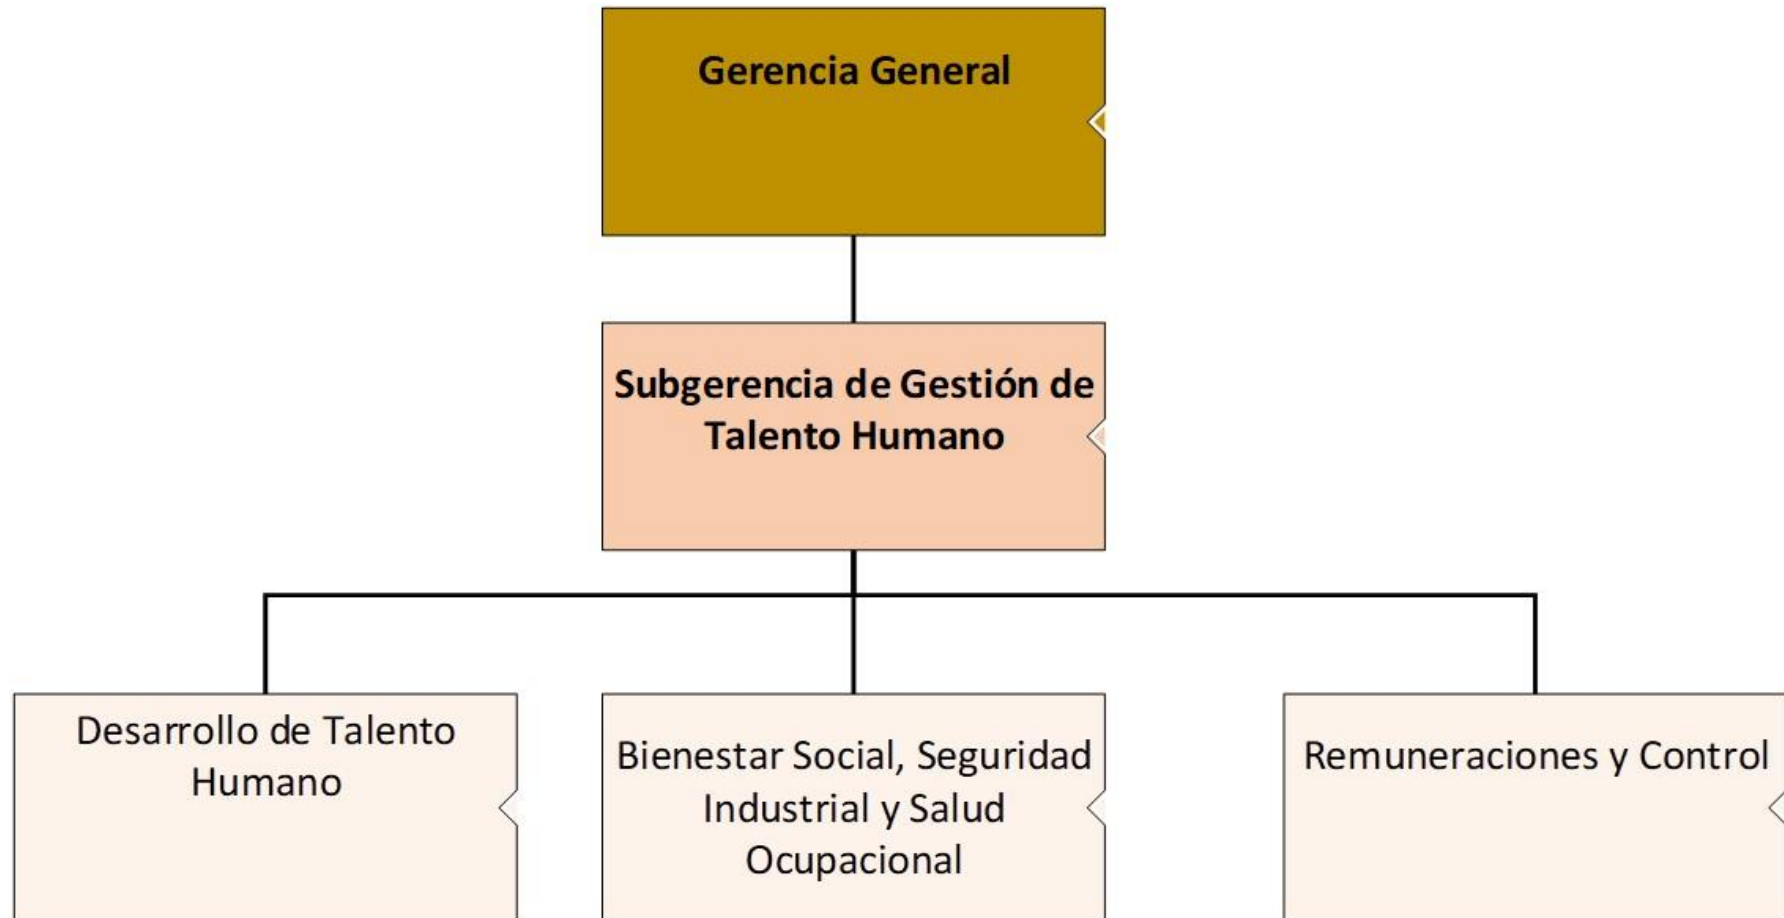 Gerencia General
Subgerencia de Gestión de
Talento Humano
Desarrollo de Talento
Humano
Bienestar Social, Seguridad
Industrial y Salud
Ocupacional
Remuneraciones y Control